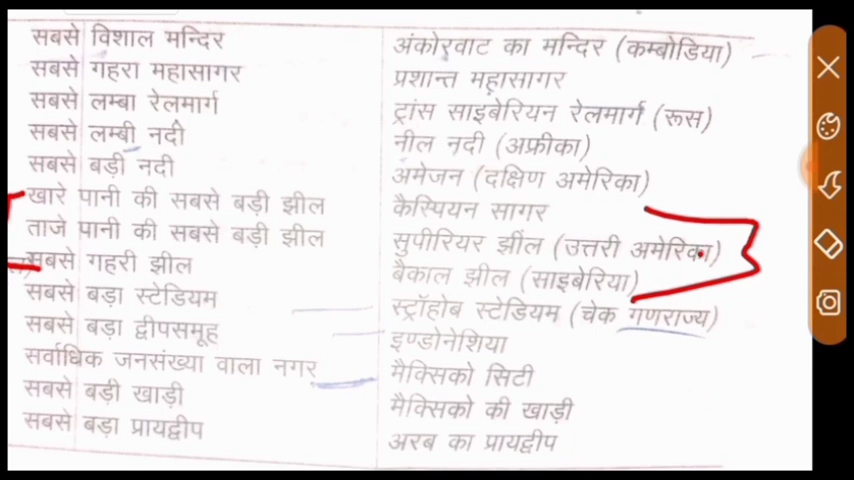 सबसे विशाल मन्दिर अंकोरवाट का मन्दिर (कम्बोडिया)
सबसे गहरा महासागर प्रशान्त महासागर
सबसे लम्बा रेलमार्ग ट्रांस साइबेरियन रेलमार्ग (रूस)
सबसे लम्बी नदी नील नदी (अफ्रीका)
सबसे बड़ी नदी अमेजन (दक्षिण अमेरिका)
खारे पानी की सबसे बड़ी झील कैस्पियन सागर
ताजे पानी की सबसे बड़ी झील सुपीरियर झील (उत्तरी अमेरिका)
सबसे गहरी झील बैकाल झील (साइबेरिया)
सबसे बड़ा स्टेडियम स्ट्रॉहोब स्टेडियम (चेक गणराज्य)
सबसे बड़ा द्वीपसमूह इण्डोनेशिया
सर्वाधिक जनसंख्या वाला नगर मैक्सिको सिटी
सबसे बड़ी खाड़ी मैक्सिको की खाड़ी
सबसे बड़ा प्रायद्वीप अरब का प्रायद्वीप